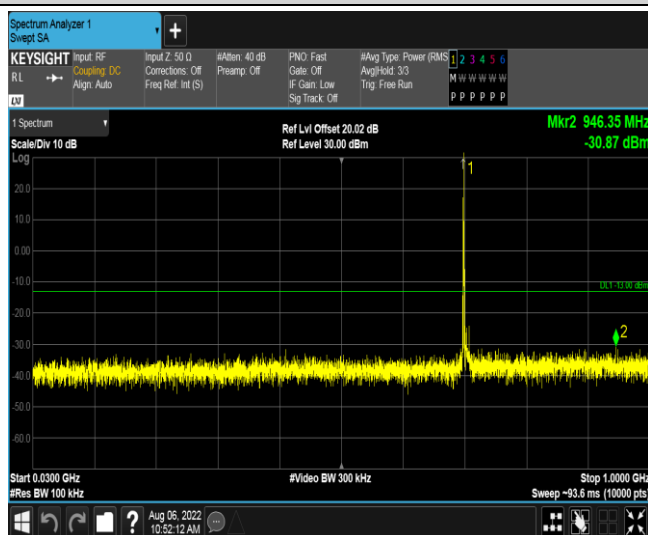 Spectrum Analyzer 1
Swept SA
+
KEYSIGHT
RL
LXI
Input: RF
Coupling: DC
Align: Auto
Input Z: 50 Ω
Corrections: Off
Freq Ref: Int (S)
#Atten: 40 dB
Preamp: Off
PNO: Fast
Gate: Off
IF Gain: Low
Sig Track: Off
#Avg Type: Power (RMS
Avg|Hold: 3/3
Trig: Free Run
1 2 3 4 5 6
M W W W W W
P P P P P P
1 Spectrum
Scale/Div 10 dB
Ref Lvl Offset 20.02 dB
Ref Level 30.00 dBm
Mkr2 946.35 MHz
-30.87 dBm
Log
20.0
10.0
0.00
-10.0
-20.0
-30.0
-40.0
-50.0
-60.0
1
DL1 -13.00 dBm
2
Start 0.0300 GHz
#Res BW 100 kHz
#Video BW 300 kHz
Stop 1.0000 GHz
Sweep ~93.6 ms (10000 pts)
?
Aug 06, 2022
10:52:12 AM